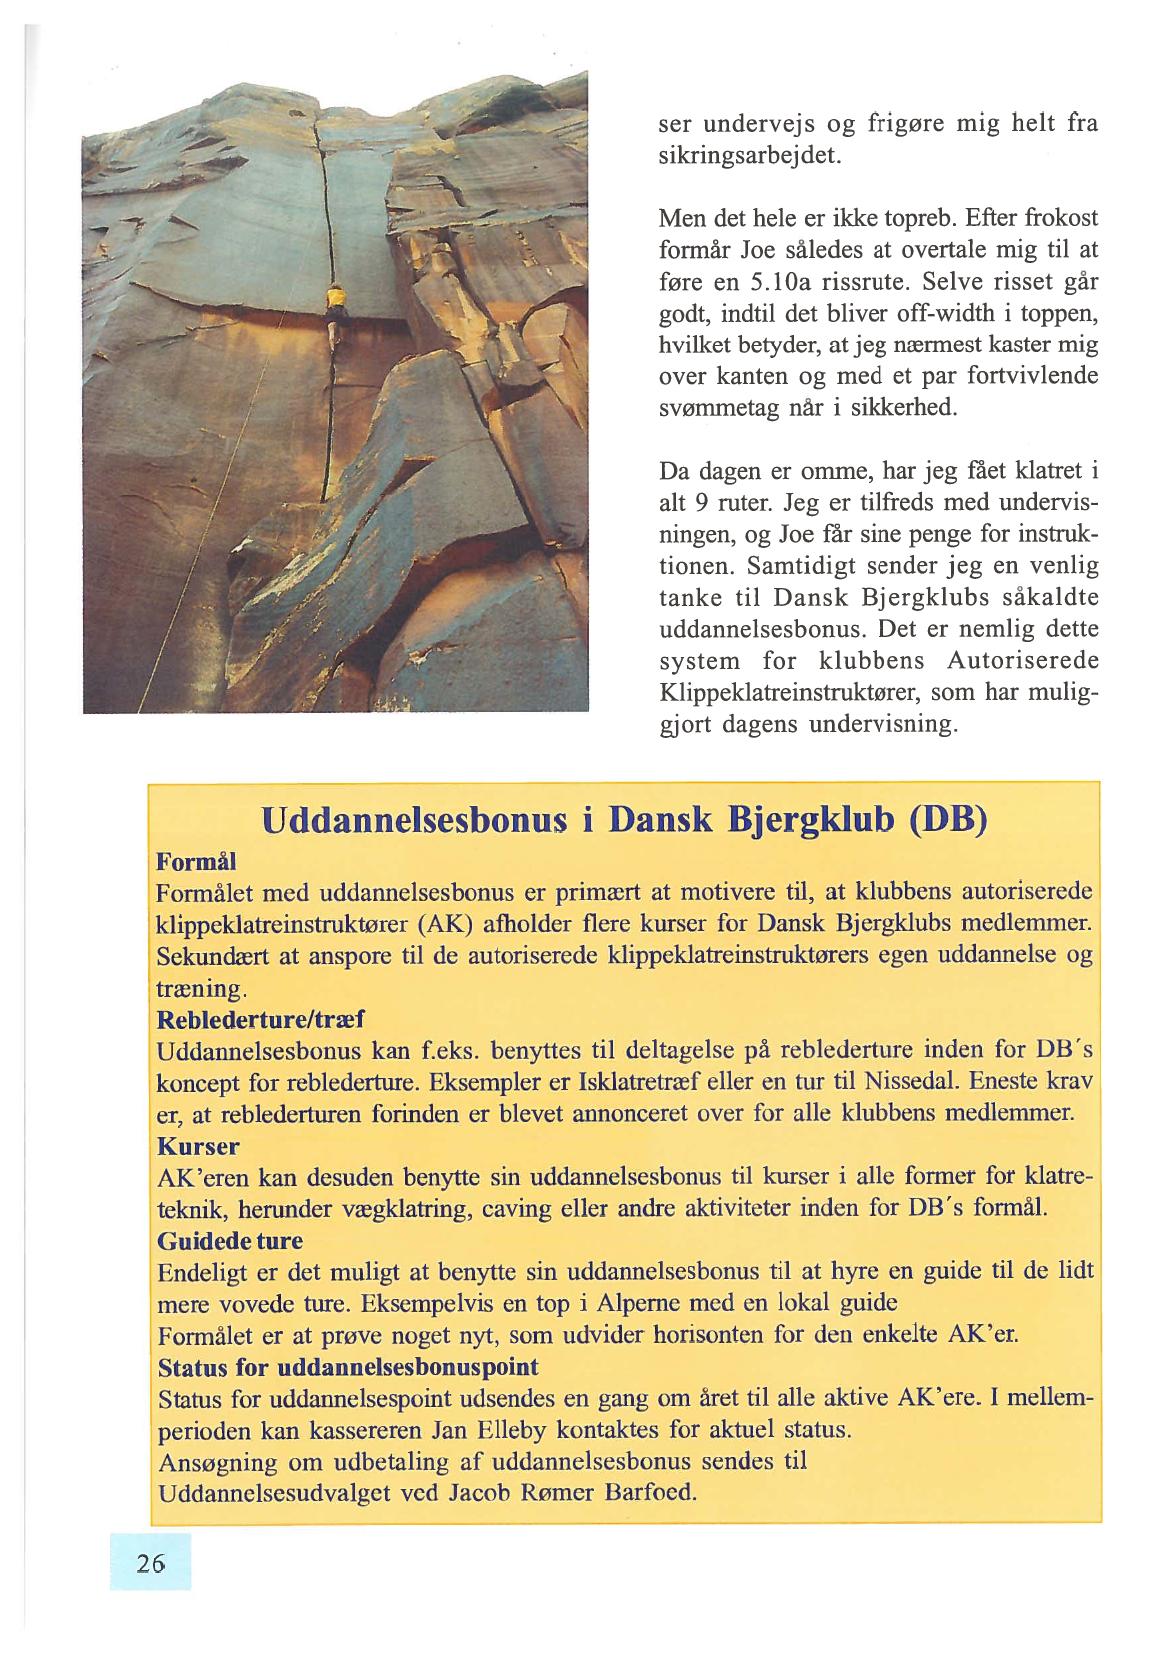 ser undervejs og frigøre mig helt fra
sikringsarbejdet.
Men det hele er ikke topreb. Efter frokost
formår Joe således at overtale mig til at
føre en 5.10a rissrute. Selve risset går
godt, indtil det bliver off-width i toppen,
hvilket betyder, at jeg nærmest kaster mig
over kanten og med et par fortvivlende
svømmetag når i sikkerhed.
Da dagen er omme, har jeg fået klatret i
alt 9 ruter. Jeg er tilfreds med undervis-
ningen, og Joe får sine penge for instruk-
tionen. Samtidigt sender jeg en venlig
tanke til Dansk Bjergklubs såkaldte
uddannelsesbonus. Det er nemlig dette
system for klubbens Autoriserede
Klippeklatreinstruktører, som har mulig-
gjort dagens undervisning.
Uddannelsesbonus i Dansk Bjergklub (DB)
Formål
Formålet med uddannelsesbonus er primært at motivere til, at klubbens autoriserede
klippeklatreinstruktører (AK) afholder flere kurser for Dansk Bjergklubs medlemmer.
Sekundært at anspore til de autoriserede klippeklatreinstruktørers egen uddannelse og
træning.
Reblederture/træf
Uddannelsesbonus kan f.eks. benyttes til deltagelse på reblederture inden for DB´s
koncept for reblederture. Eksempler er Isklatretræf eller en tur til Nissedal. Eneste krav
er, at reblederturen forinden er blevet annonceret over for alle klubbens medlemmer.
Kurser
AK'eren kan desuden benytte sin uddannelsesbonus til kurser i alle former for klatre-
teknik, herunder vægklatring, caving eller andre aktiviteter inden for DB´s formål.
Guidede ture
Endeligt er det muligt at benytte sin uddannelsesbonus til at hyre en guide til de lidt
mere vovede ture. Eksempelvis en top i Alperne med en lokal guide
Formålet er at prøve noget nyt, som udvider horisonten for den enkelte AK'er.
Status for uddannelsesbonuspoint
Status for uddannelsespoint udsendes en gang om året til alle aktive AK'ere. I mellem-
perioden kan kassereren Jan Elleby kontaktes for aktuel status.
Ansøgning om udbetaling af uddannelsesbonus sendes til
Uddannelsesudvalget ved Jacob Rømer Barfoed.
26